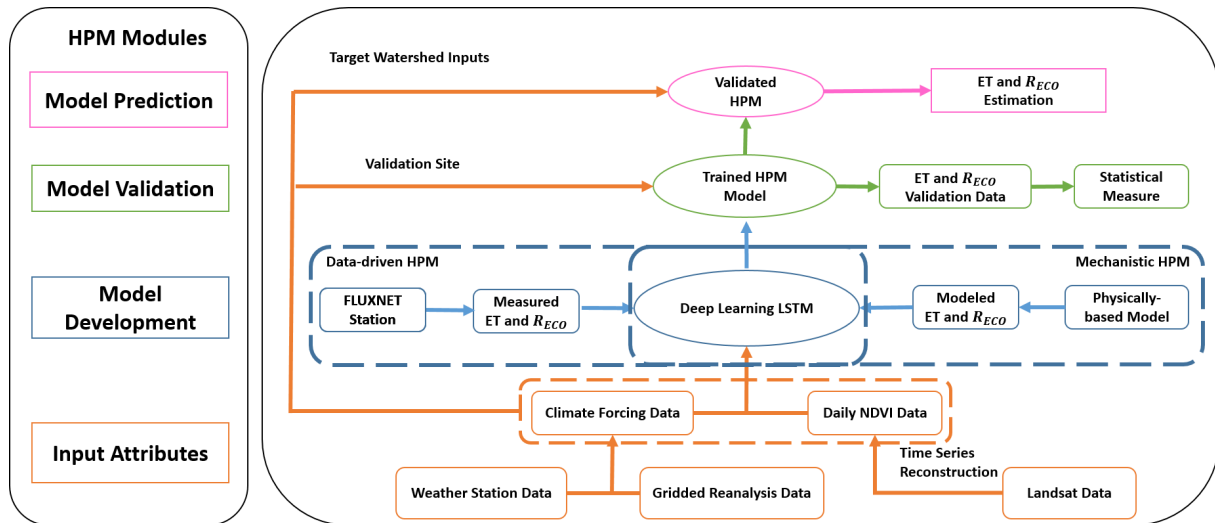 HPM Modules
Model Prediction
Model Validation
Model
Development
Input Attributes
Target Watershed Inputs
Validated
HPM
ET and R_ECO
Estimation
Validation Site
Trained HPM
Model
ET and R_ECO
Validation Data
Statistical
Measure
Data-driven HPM
Mechanistic HPM
FLUXNET
Station
Measured
ET and R_ECO
Deep Learning LSTM
Modeled
ET and R_ECO
Physically-
based Model
Climate Forcing Data
Daily NDVI Data
Time Series
Reconstruction
Weather Station Data
Gridded Reanalysis Data
Landsat Data